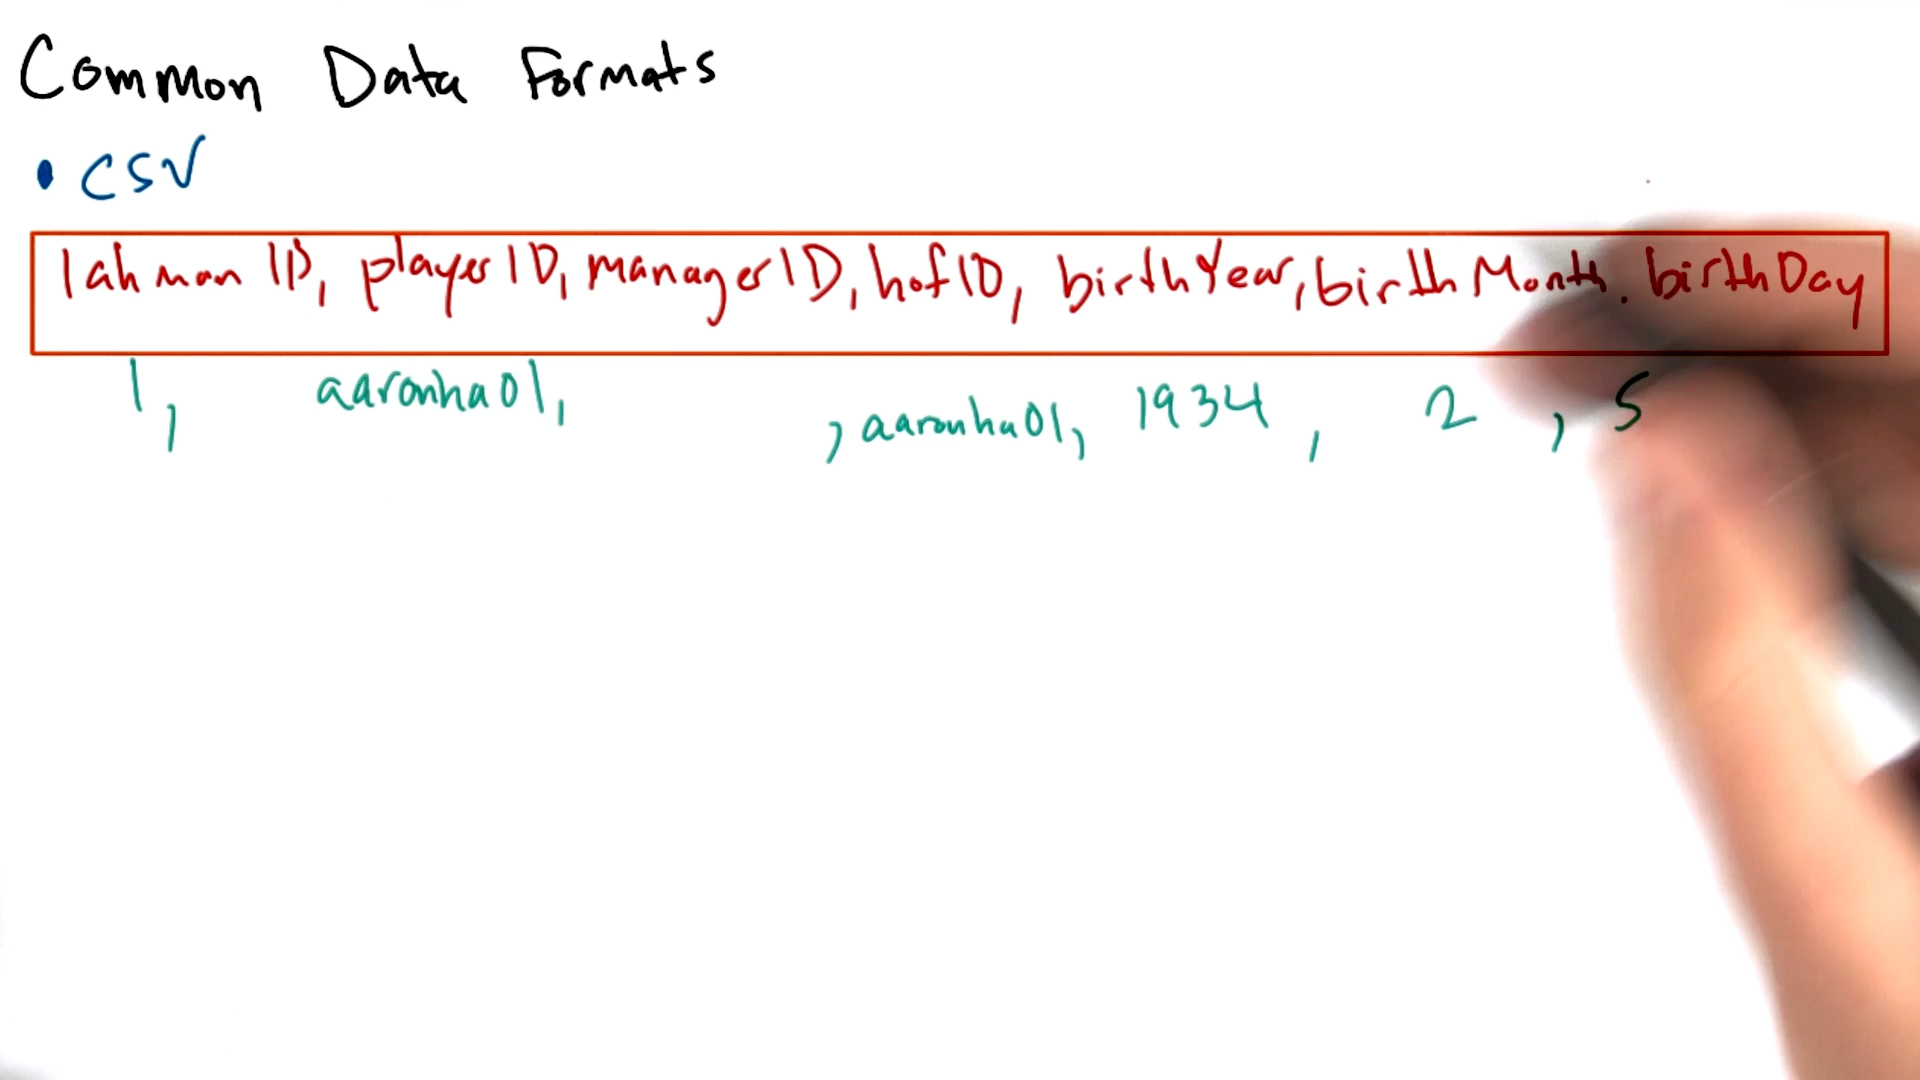 Common Data Formats
• CSV
lahmanID, playerID, managerID, hofID, birthYear, birthMonth, birthDay
1, aaronha01, , aaronha01, 1934, 2, 5